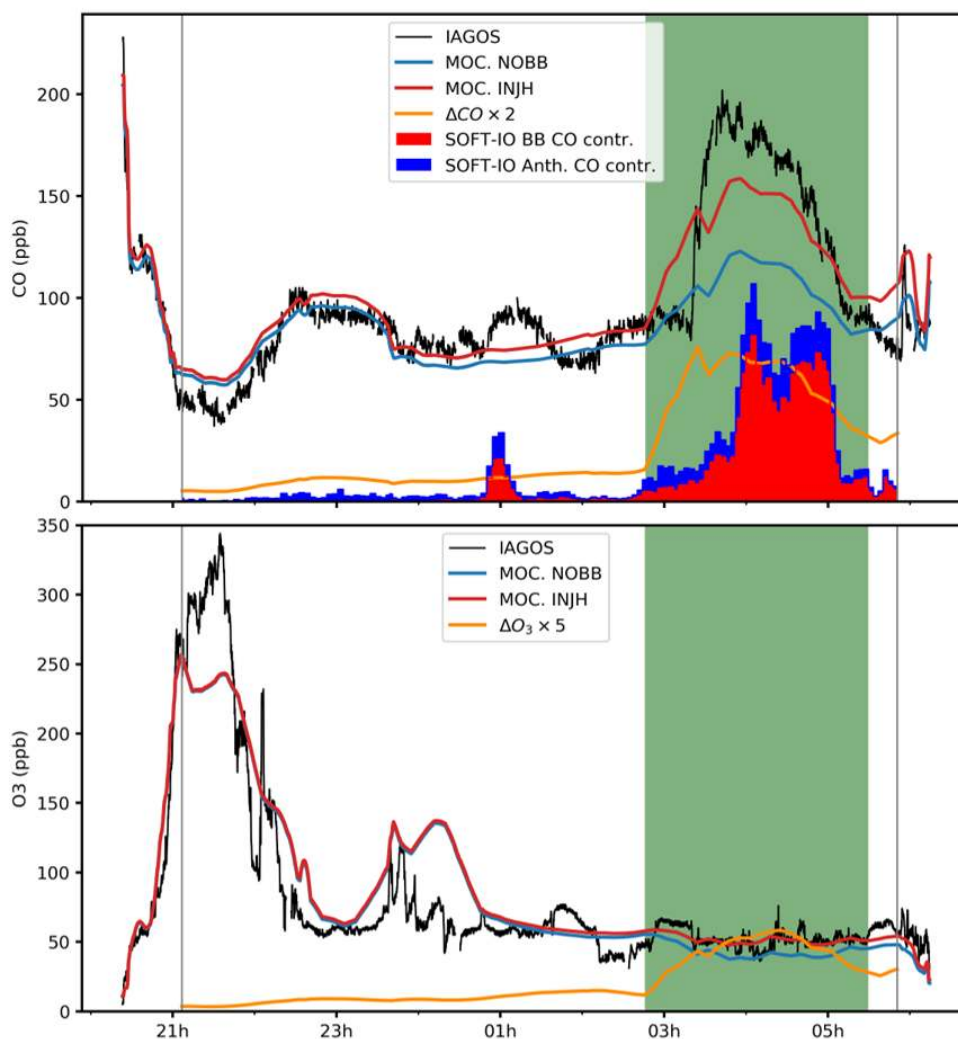 IAGOS
MOC. NOBB
MOC. INJH
ΔCO × 2
SOFT-IO BB CO contr.
SOFT-IO Anth. CO contr.
CO (ppb)
200
150
100
50
0
350
300
250
200
150
100
50
0
O3 (ppb)
IAGOS
MOC. NOBB
MOC. INJH
ΔO₃ × 5
21h
23h
01h
03h
05h